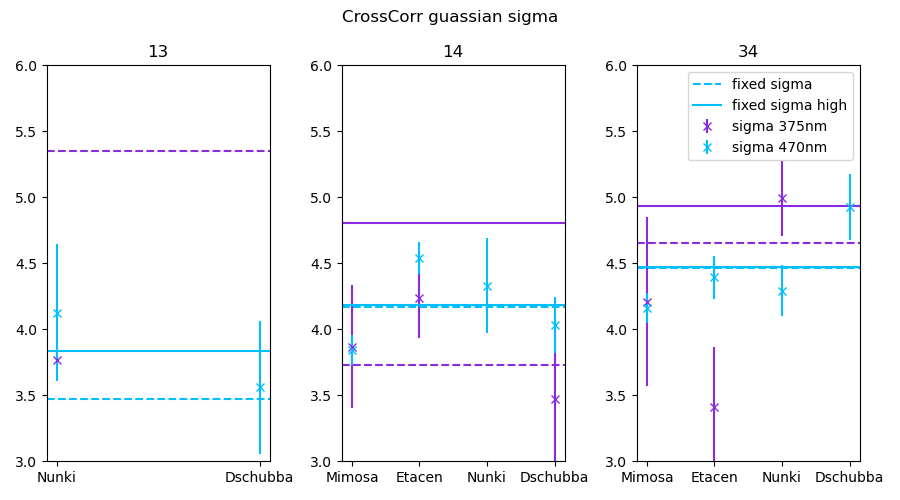 CrossCorr guassian sigma
13
14
34
6.0
5.5
5.0
4.5
4.0
3.5
3.0
Nunki
Dschubba
6.0
5.5
5.0
4.5
4.0
3.5
3.0
Mimosa
Etacen
Nunki
Dschubba
6.0
5.5
5.0
4.5
4.0
3.5
3.0
Mimosa
Etacen
Nunki
Dschubba
fixed sigma
fixed sigma high
sigma 375nm
sigma 470nm